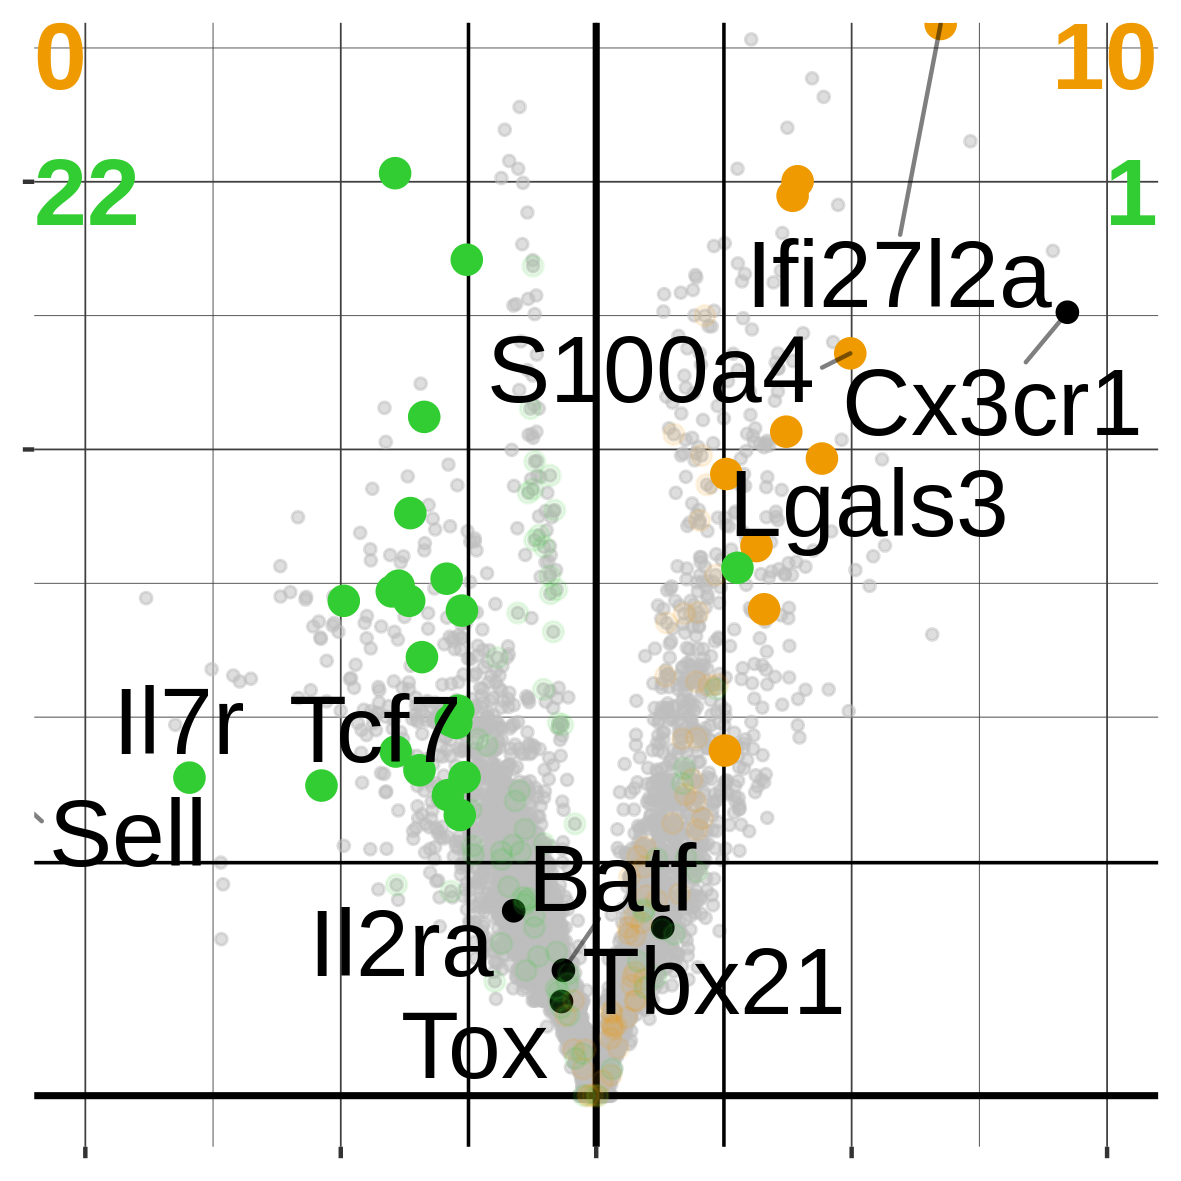 0
10
22
1
Ifi27l2a
S100a4
Cx3cr1
Lgals3
Il7r
Tcf7
Sell
Batf
Il2ra
Tbx21
Tox